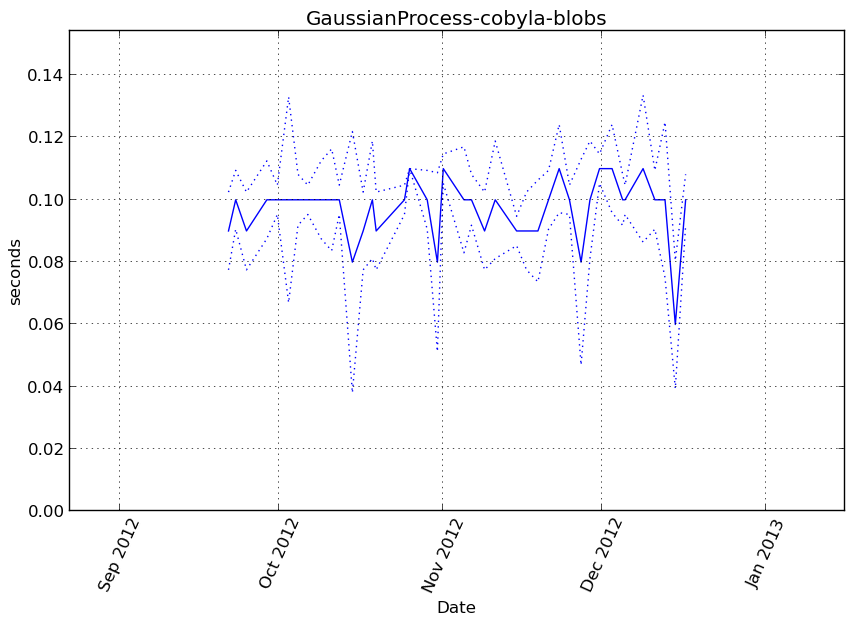 GaussianProcess-cobyla-blobs
0.14
0.12
0.10
0.08
0.06
0.04
0.02
0.00
seconds
Sep 2012
Oct 2012
Nov 2012
Dec 2012
Jan 2013
Date